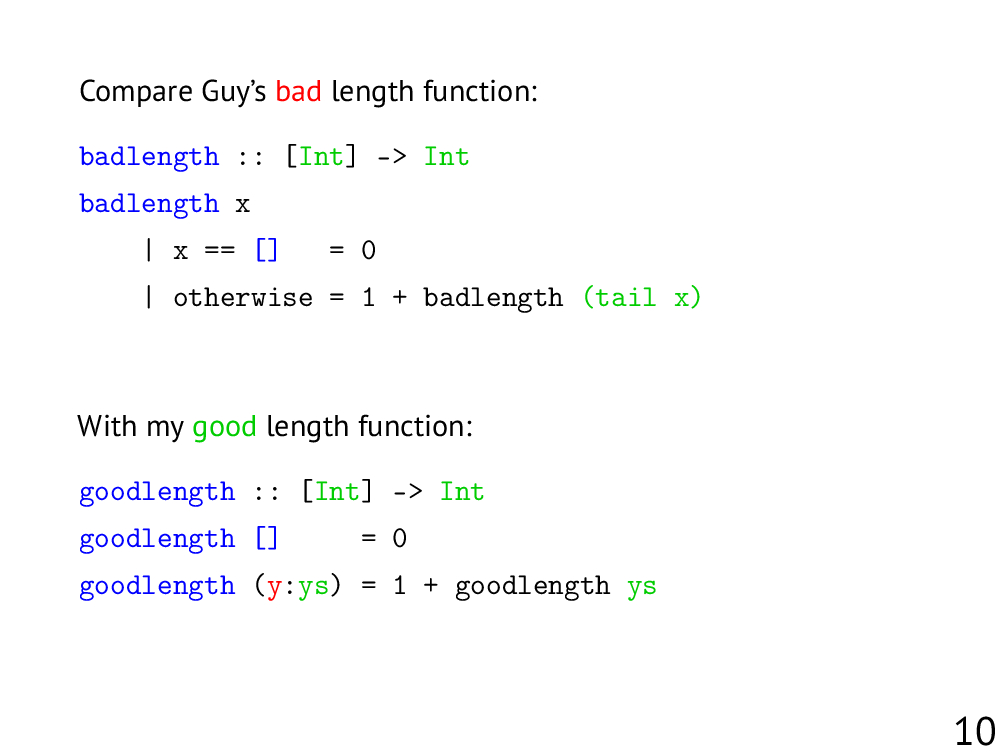 Compare Guy's bad length function:
badlength :: [Int] -> Int
badlength x
    | x == []   = 0
    | otherwise = 1 + badlength (tail x)
With my good length function:
goodlength :: [Int] -> Int
goodlength []     = 0
goodlength (y:ys) = 1 + goodlength ys
10